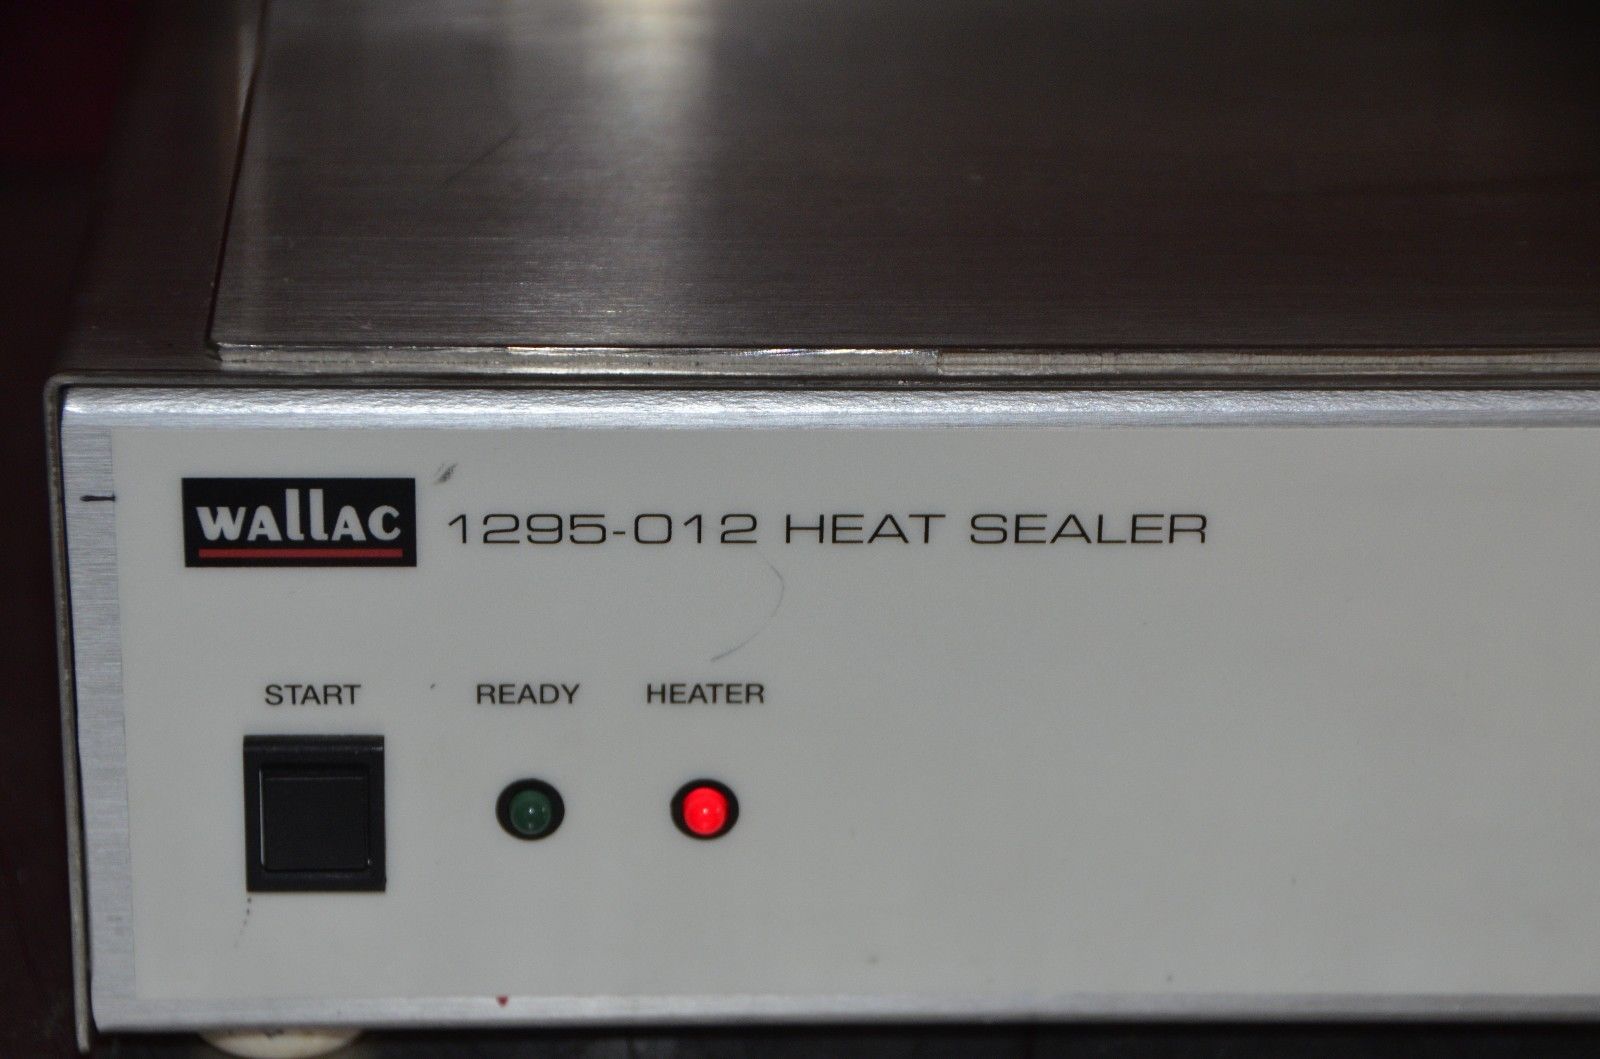 WALLAC 1295-012 HEAT SEALER
START READY HEATER